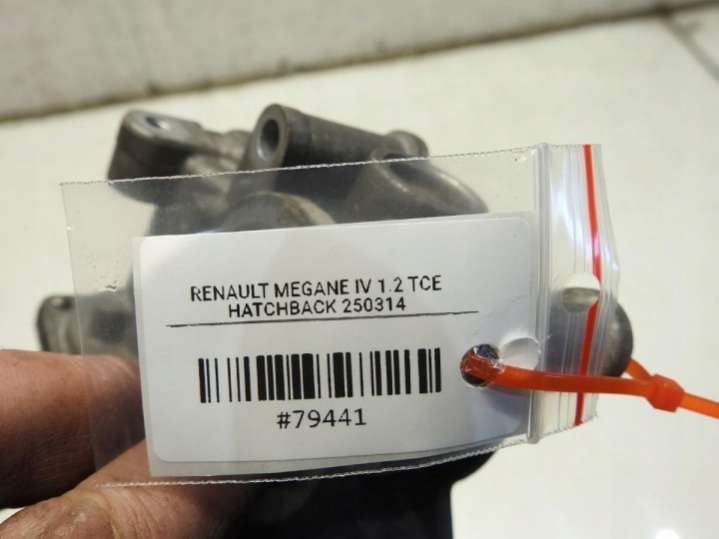 RENAULT MEGANE IV 1.2 TCE
HATCHBACK 250314
#79441